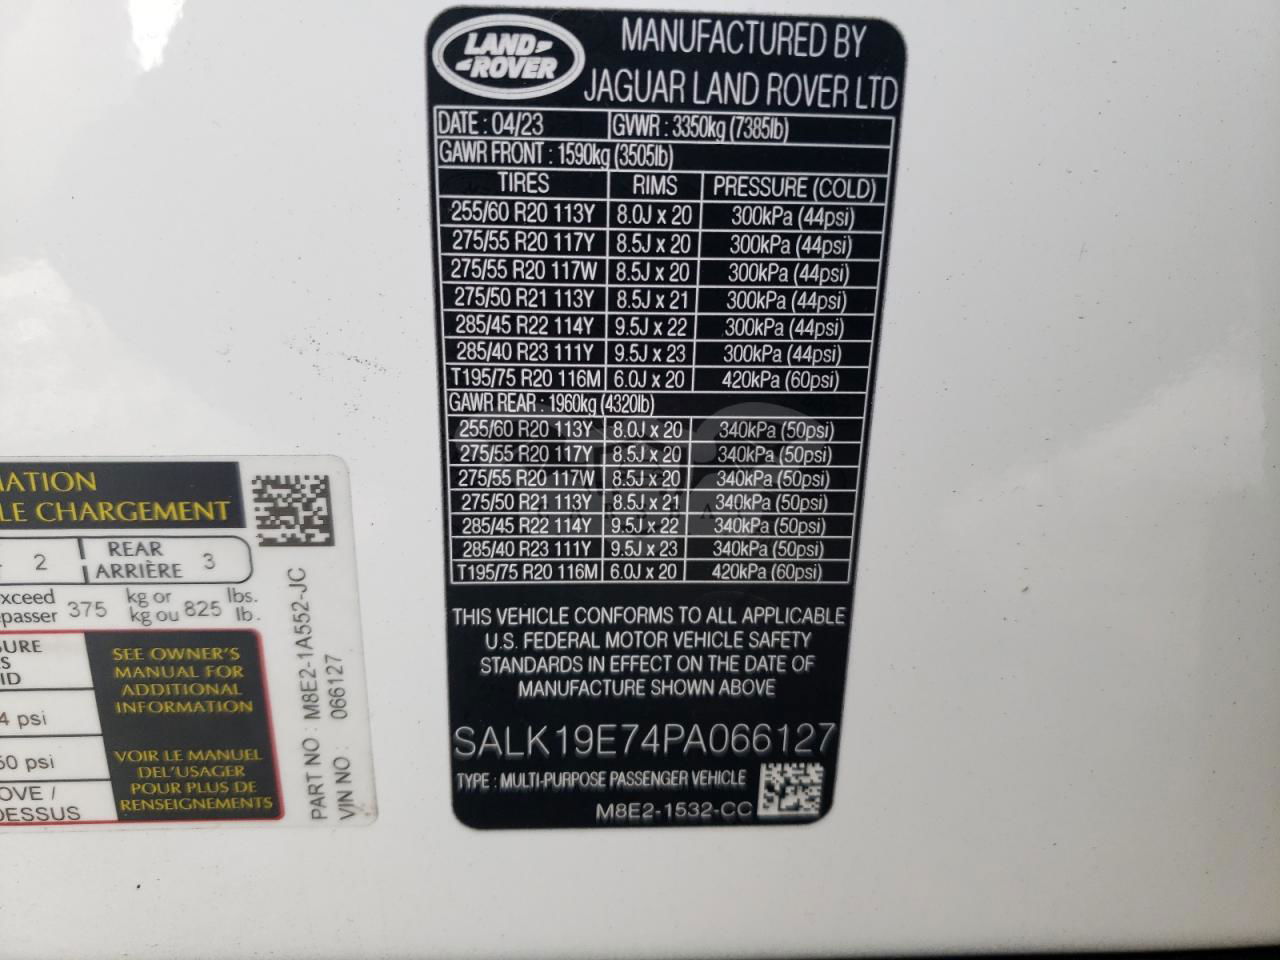 LAND-
-ROVER
MANUFACTURED BY
JAGUAR LAND ROVER LTD
DATE : 04/23 GVWR : 3350kg (7385lb)
GAWR FRONT : 1590kg (3505lb)
TIRES RIMS PRESSURE (COLD)
255/60 R20 113Y 8.0J x 20 300kPa (44psi)
275/55 R20 117Y 8.5J x 20 300kPa (44psi)
275/55 R20 117W 8.5J x 20 300kPa (44psi)
275/50 R21 113Y 8.5J x 21 300kPa (44psi)
285/45 R22 114Y 9.5J x 22 300kPa (44psi)
285/40 R23 111Y 9.5J x 23 300kPa (44psi)
T195/75 R20 116M 6.0J x 20 420kPa (60psi)
GAWR REAR : 1960kg (4320lb)
255/60 R20 113Y 8.0J x 20 340kPa (50psi)
275/55 R20 117Y 8.5J x 20 340kPa (50psi)
275/55 R20 117W 8.5J x 20 340kPa (50psi)
275/50 R21 113Y 8.5J x 21 340kPa (50psi)
285/45 R22 114Y 9.5J x 22 340kPa (50psi)
285/40 R23 111Y 9.5J x 23 340kPa (50psi)
T195/75 R20 116M 6.0J x 20 420kPa (60psi)
THIS VEHICLE CONFORMS TO ALL APPLICABLE
U.S. FEDERAL MOTOR VEHICLE SAFETY
STANDARDS IN EFFECT ON THE DATE OF
MANUFACTURE SHOWN ABOVE
SALK19E74PA066127
TYPE : MULTI-PURPOSE PASSENGER VEHICLE
M8E2-1532-CC
MATION
LE CHARGEMENT
2 REAR 3
ARRIÈRE
xceed 375 kg or 825 lbs.
passer kg ou lb.
SURE
S
ID
4 psi
50 psi
OVE /
DESSUS
SEE OWNER'S
MANUAL FOR
ADDITIONAL
INFORMATION
VOIR LE MANUEL
DEL'USAGER
POUR PLUS DE
RENSEIGNEMENTS
PART NO : M8E2-1A552-JC
VIN NO : 066127